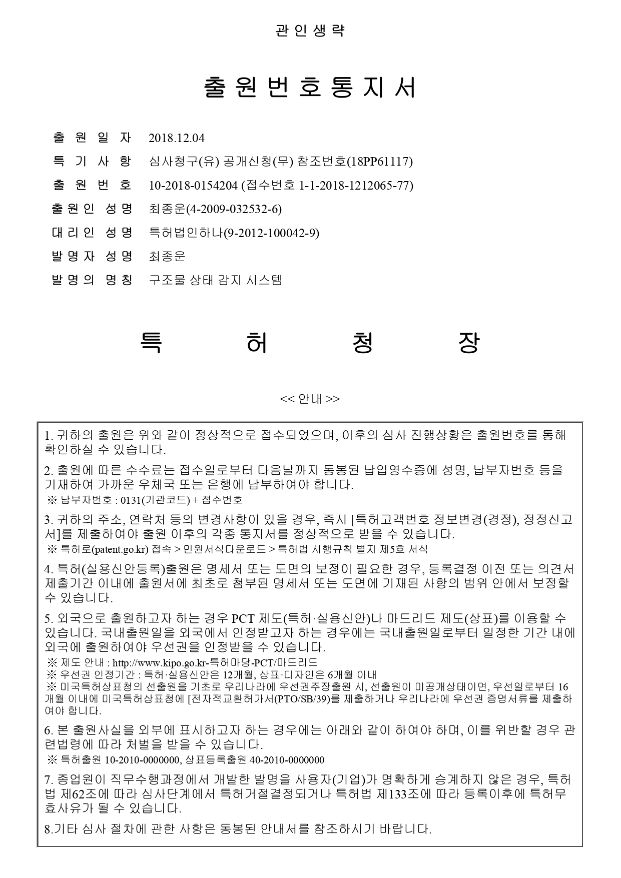 관 인 생 략
출 원 번 호 통 지 서
출 원 일 자 2018.12.04
특 기 사 항 심사청구(유) 공개신청(무) 참조번호(18PP61117)
출 원 번 호 10-2018-0154204 (접수번호 1-1-2018-1212065-77)
출원인 성명 최종운(4-2009-032532-6)
대리인 성명 특허법인하나(9-2012-100042-9)
발명자 성명 최종운
발명의 명칭 구조물 상태 감지 시스템
특 허 청 장
<< 안내 >>
1. 귀하의 출원은 위와 같이 정상적으로 접수되었으며, 이후의 심사 진행상황은 출원번호를 통해
확인하실 수 있습니다.
2. 출원에 따른 수수료는 접수일로부터 다음날까지 동봉된 납입영수증에 성명, 납부자번호 등을
기재하여 가까운 우체국 또는 은행에 납부하여야 합니다.
※ 납부자번호 : 0131(기관코드) + 접수번호
3. 귀하의 주소, 연락처 등의 변경사항이 있을 경우, 즉시 [특허고객번호 정보변경(경정), 정정신고
서]를 제출하여야 출원 이후의 각종 통지서를 정상적으로 받을 수 있습니다.
※ 특허로(patent.go.kr) 접속 > 민원서식다운로드 > 특허법 시행규칙 별지 제5호 서식
4. 특허(실용신안등록)출원은 명세서 또는 도면의 보정이 필요한 경우, 등록결정 이전 또는 의견서
제출기간 이내에 출원서에 최초로 첨부된 명세서 또는 도면에 기재된 사항의 범위 안에서 보정할
수 있습니다.
5. 외국으로 출원하고자 하는 경우 PCT 제도(특허·실용신안)나 마드리드 제도(상표)를 이용할 수
있습니다. 국내출원일을 외국에서 인정받고자 하는 경우에는 국내출원일로부터 일정한 기간 내에
외국에 출원하여야 우선권을 인정받을 수 있습니다.
※ 제도 안내 : http://www.kipo.go.kr-특허마당-PCT/마드리드
※ 우선권 인정기간 : 특허·실용신안은 12개월, 상표·디자인은 6개월 이내
※ 미국특허상표청의 선출원을 기초로 우리나라에 우선권주장출원 시, 선출원이 미공개상태이면, 우선일로부터 16
개월 이내에 미국특허상표청에 [전자적교환허가서(PTO/SB/39)를 제출하거나 우리나라에 우선권 증명서류를 제출하
여야 합니다.
6. 본 출원사실을 외부에 표시하고자 하는 경우에는 아래와 같이 하여야 하며, 이를 위반할 경우 관
련법령에 따라 처벌을 받을 수 있습니다.
※ 특허출원 10-2010-0000000, 상표등록출원 40-2010-0000000
7. 종업원이 직무수행과정에서 개발한 발명을 사용자(기업)가 명확하게 승계하지 않은 경우, 특허
법 제62조에 따라 심사단계에서 특허거절결정되거나 특허법 제133조에 따라 등록이후에 특허무
효사유가 될 수 있습니다.
8.기타 심사 절차에 관한 사항은 동봉된 안내서를 참조하시기 바랍니다.